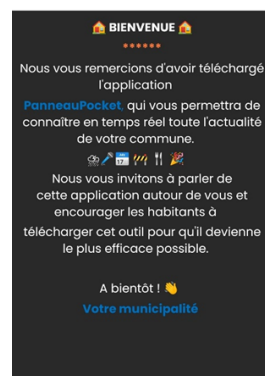 🏠 BIENVENUE 🏠
Nous vous remercions d'avoir téléchargé
l'application
PanneauPocket, qui vous permettra de
connaître en temps réel toute l'actualité
de votre commune.
Nous vous invitons à parler de
cette application autour de vous et
encourager les habitants à
télécharger cet outil pour qu'il devienne
le plus efficace possible.
A bientôt ! 👏
Votre municipalité